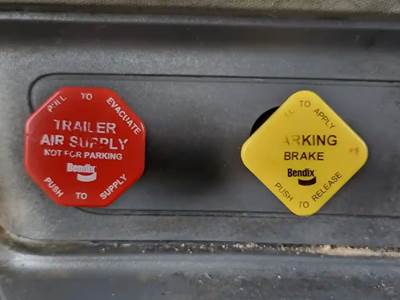 PULL TO EVACUATE
TRAILER
AIR SUPPLY
NOT FOR PARKING
Bendix
PUSH TO SUPPLY
TO APPLY
ARKING
BRAKE
Bendix
PUSH TO RELEASE